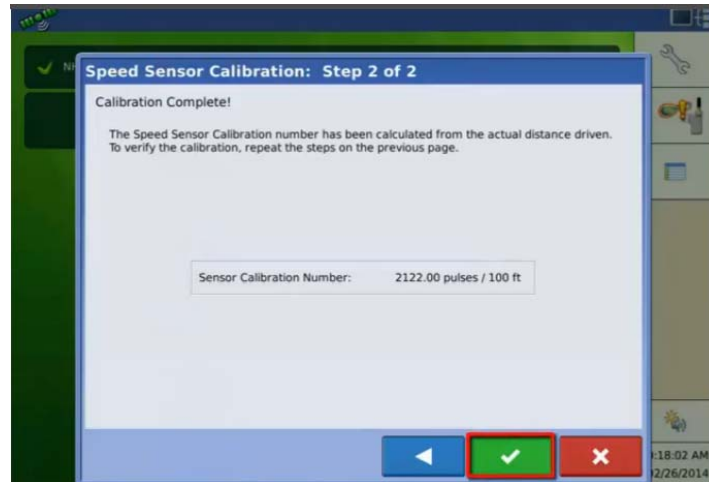 NH
Speed Sensor Calibration: Step 2 of 2
Calibration Complete!
The Speed Sensor Calibration number has been calculated from the actual distance driven.
To verify the calibration, repeat the steps on the previous page.
Sensor Calibration Number: 2122.00 pulses / 100 ft
:18:02 AM
02/26/2014